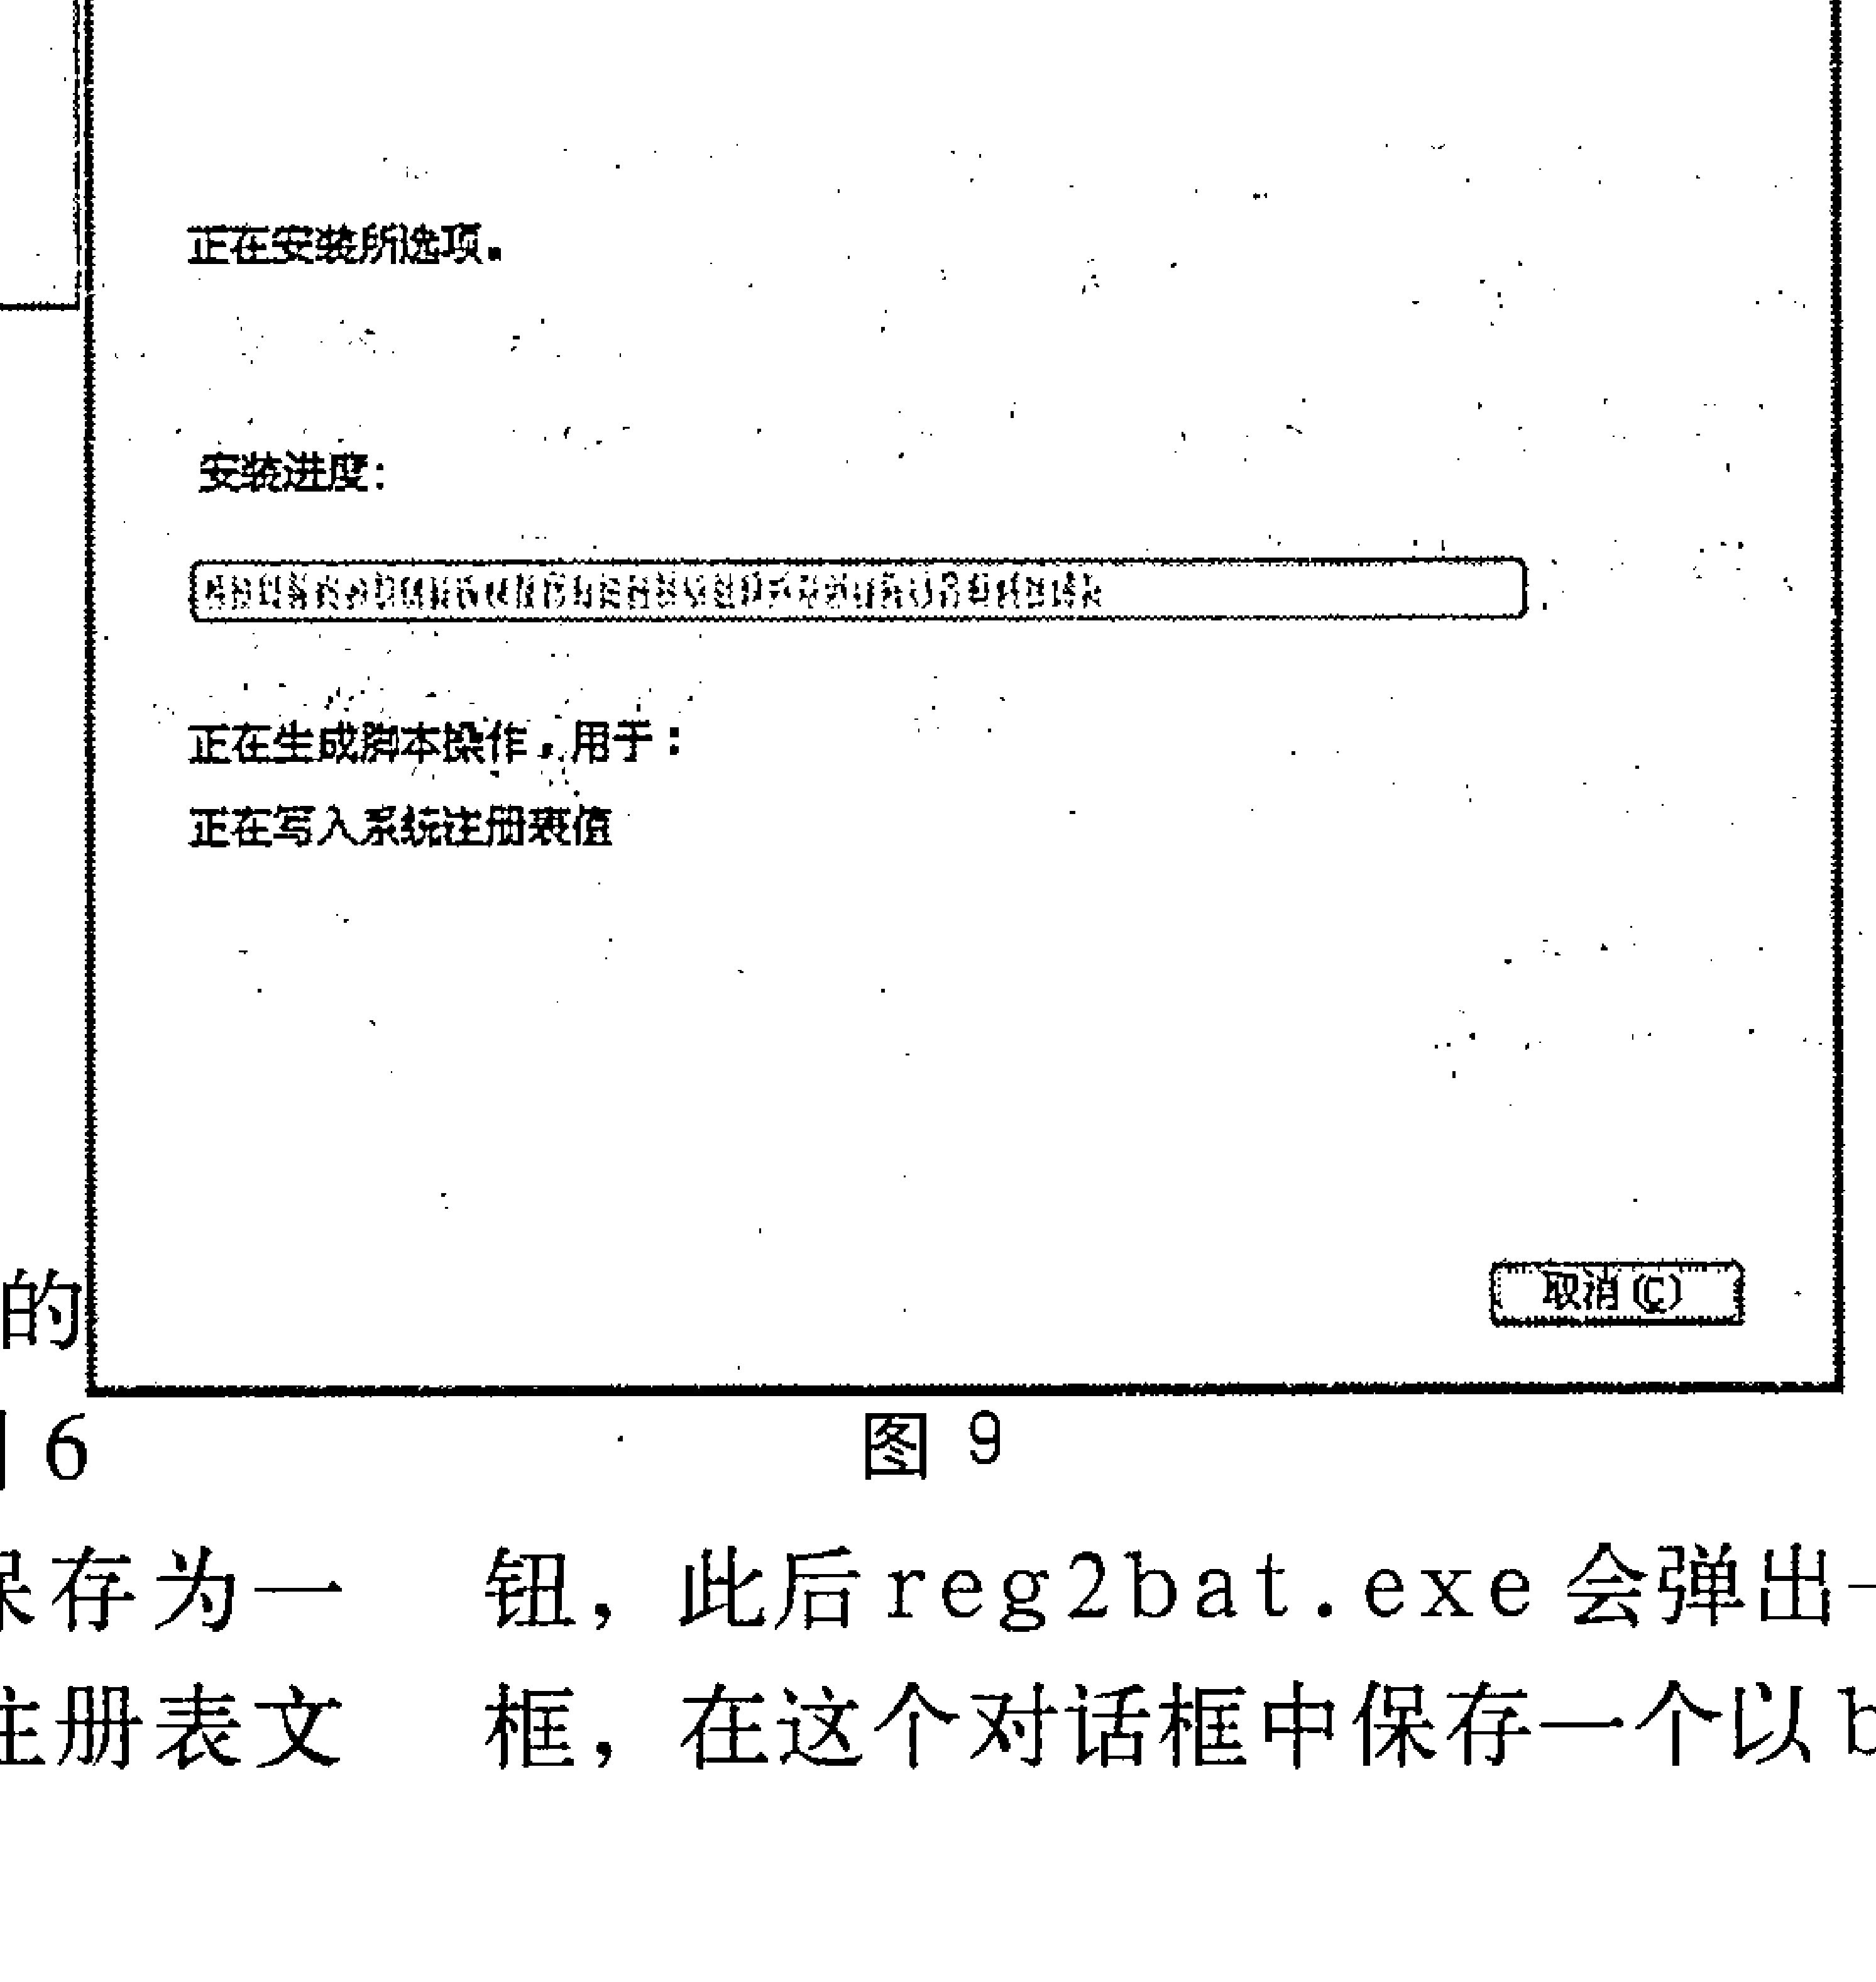 正在安装所选项。
安装进度：
正在生成脚本操作，用于：
正在写入系统注册表值
取消(C)
的
6
图 9
保存为一
注册表文
钮，此后reg2bat.exe会弹出一
框，在这个对话框中保存一个以b